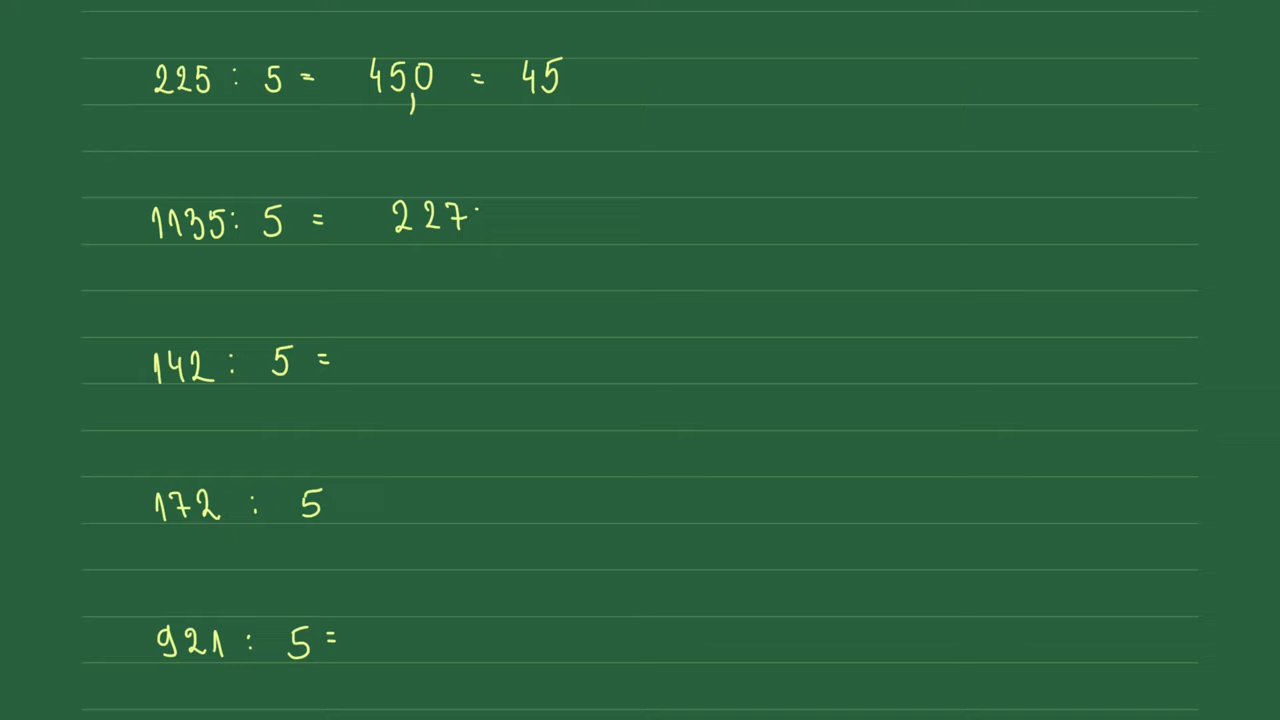 225 : 5 = 45,0 = 45
1135 : 5 = 227
142 : 5 =
172 : 5
921 : 5 =